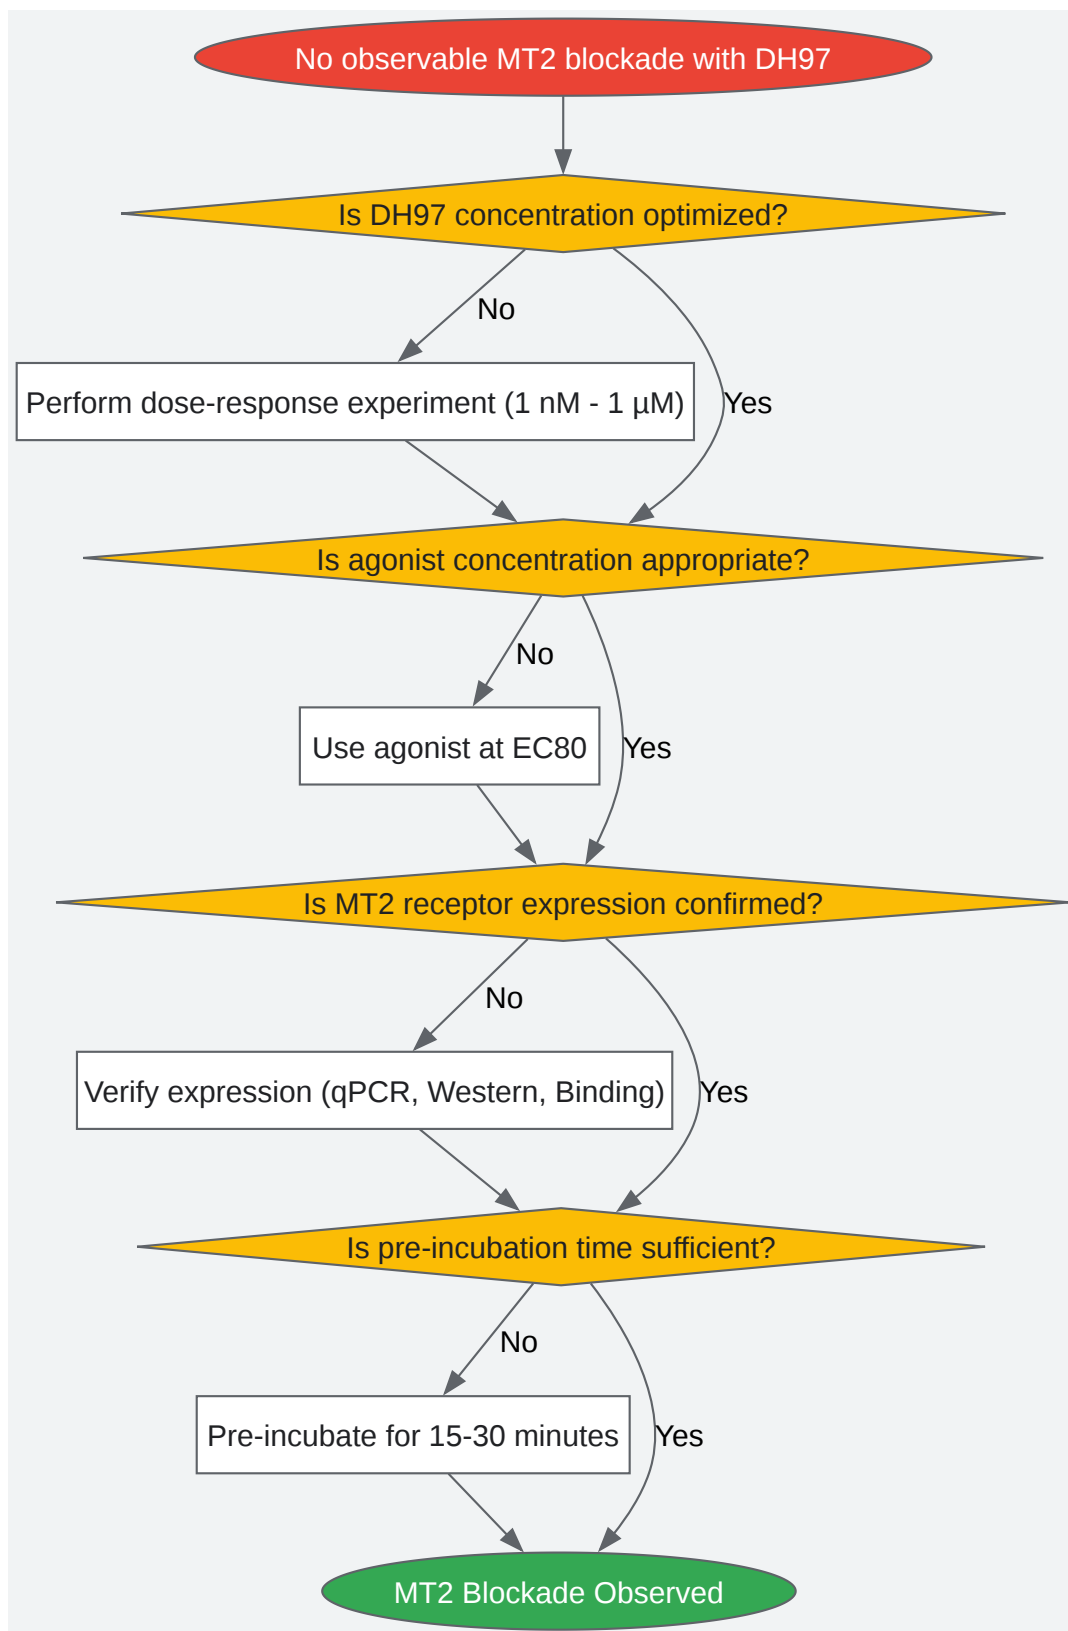 No observable MT2 blockade with DH97
Is DH97 concentration optimized?
No
Perform dose-response experiment (1 nM - 1 µM)
Yes
Is agonist concentration appropriate?
No
Use agonist at EC80
Yes
Is MT2 receptor expression confirmed?
No
Verify expression (qPCR, Western, Binding)
Yes
Is pre-incubation time sufficient?
No
Pre-incubate for 15-30 minutes
Yes
MT2 Blockade Observed